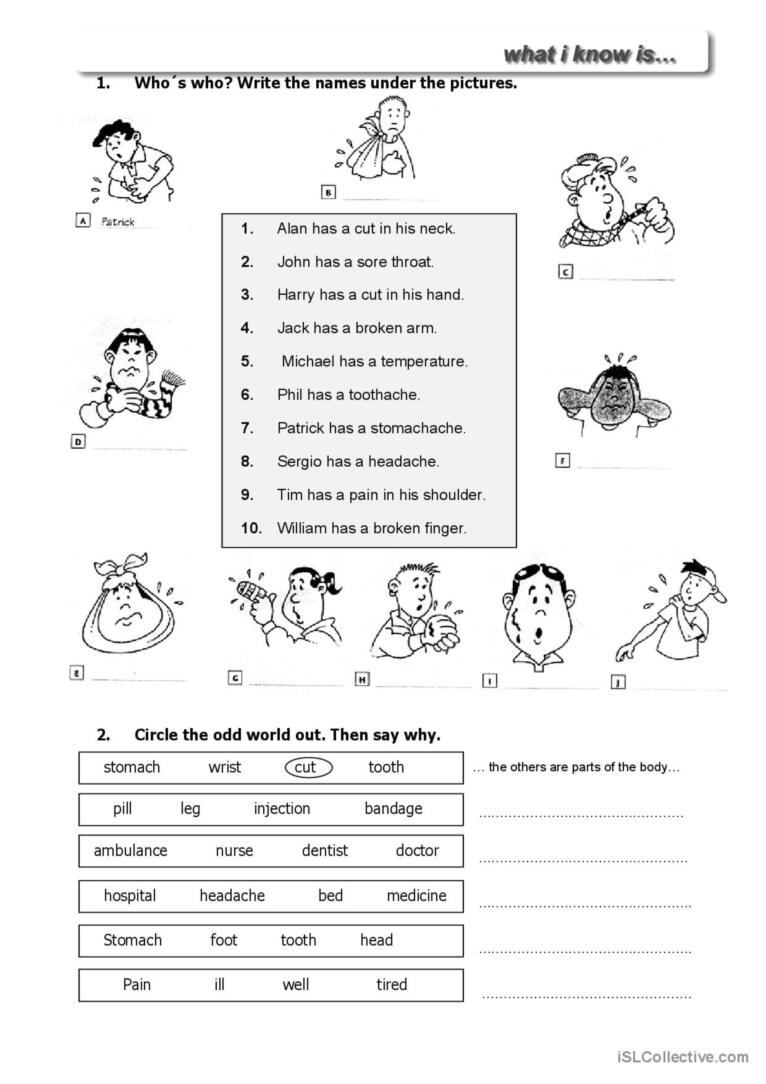 what i know is...
1. Who´s who? Write the names under the pictures.
B
A Patrick
1. Alan has a cut in his neck.
2. John has a sore throat.
3. Harry has a cut in his hand.
4. Jack has a broken arm.
5. Michael has a temperature.
6. Phil has a toothache.
7. Patrick has a stomachache.
8. Sergio has a headache.
9. Tim has a pain in his shoulder.
10. William has a broken finger.
C
D
F
E
G
H
I
J
2. Circle the odd world out. Then say why.
stomach wrist cut tooth ... the others are parts of the body...
pill leg injection bandage
ambulance nurse dentist doctor
hospital headache bed medicine
Stomach foot tooth head
Pain ill well tired
iSLCollective.com